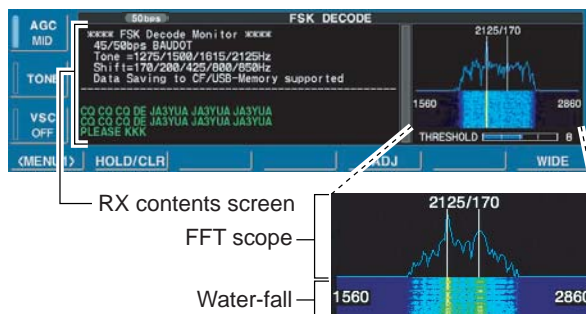 AGC
MID
TONE
VSC
OFF
50bps
FSK DECODE
**** FSK Decode Monitor ****
45/50bps BAUDOT
Tone =1275/1500/1615/2125Hz
Shift=170/200/425/800/850Hz
Data Saving to CF/USB-Memory supported
CQ CQ CQ DE JA3YUA JA3YUA JA3YUA
CQ CQ CQ DE JA3YUA JA3YUA JA3YUA
PLEASE KKK
2125/170
1560
2860
THRESHOLD
8
<MENU1>
HOLD/CLR
ADJ
WIDE
RX contents screen
FFT scope
Water-fall
2125/170
1560
2860